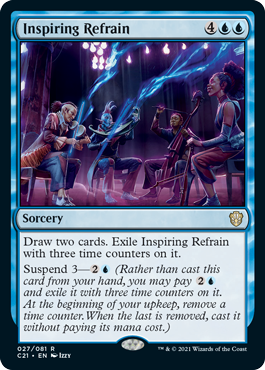 Inspiring Refrain 4
Sorcery
Draw two cards. Exile Inspiring Refrain
with three time counters on it.
Suspend 3—2 (Rather than cast this
card from your hand, you may pay 2
and exile it with three time counters on it.
At the beginning of your upkeep, remove a
time counter.When the last is removed, cast it
without paying its mana cost.)
027/081 R
C21 • EN Izzy
™ & © 2021 Wizards of the Coast